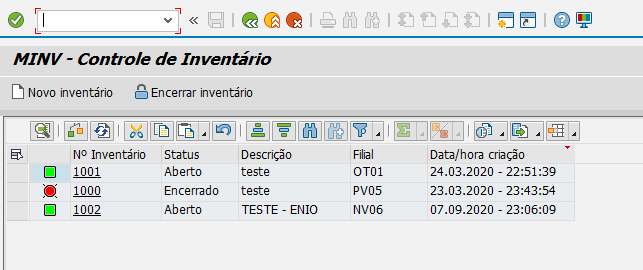 MINV - Controle de Inventário
Novo inventário Encerrar inventário
Nº Inventário Status Descrição Filial Data/hora criação
1001 Aberto teste OT01 24.03.2020 - 22:51:39
1000 Encerrado teste PV05 23.03.2020 - 23:43:54
1002 Aberto TESTE - ENIO NV06 07.09.2020 - 23:06:09